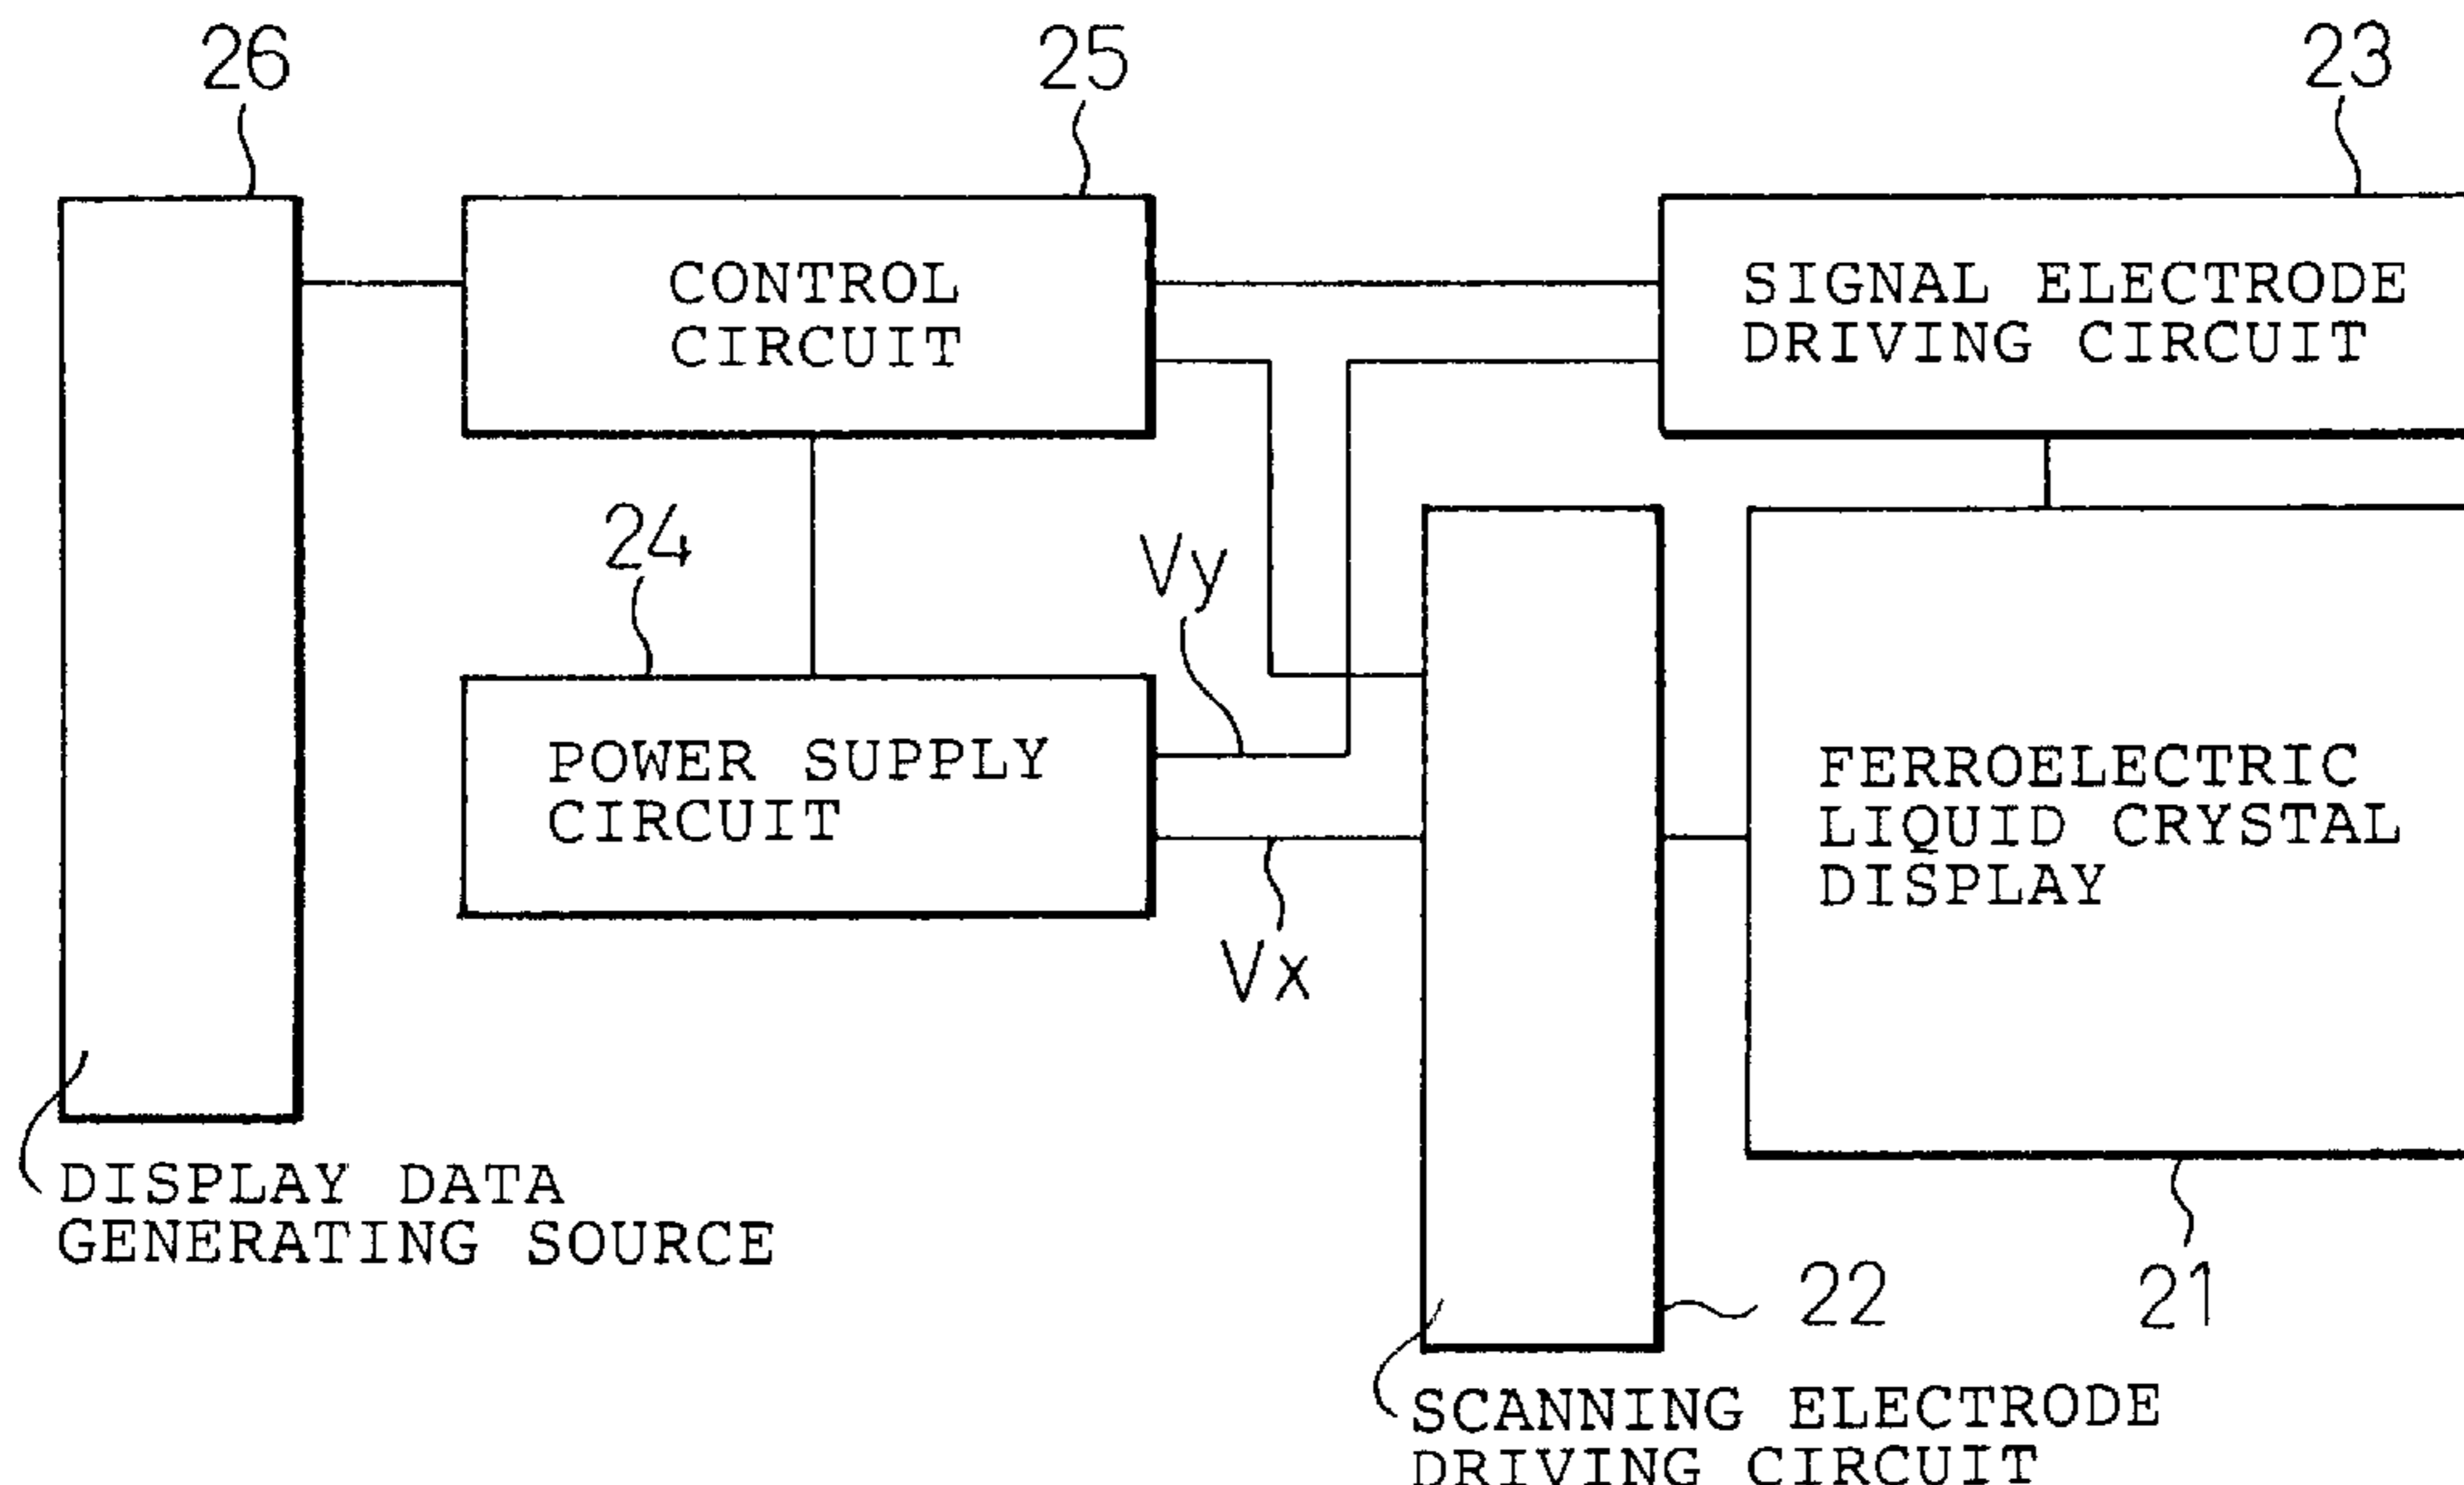 26
25
23
CONTROL
CIRCUIT
SIGNAL ELECTRODE
DRIVING CIRCUIT
24
Vy
POWER SUPPLY
CIRCUIT
FERROELECTRIC
LIQUID CRYSTAL
DISPLAY
Vx
DISPLAY DATA
GENERATING SOURCE
22
21
SCANNING ELECTRODE
DRIVING CIRCUIT